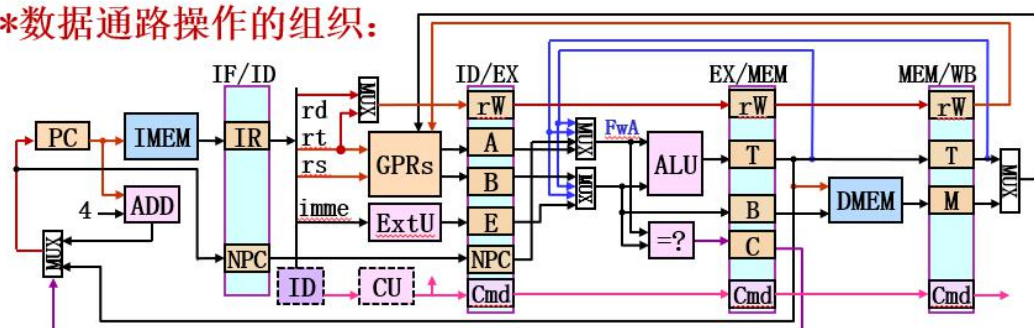 *数据通路操作的组织：
IF/ID
ID/EX
EX/MEM
MEM/WB
rd
MUX
rW
rW
rW
PC
IMEM
IR
rt
GPRs
A
MUX
FwA
ALU
T
T
MUX
rs
B
MUX
4
ADD
imme
ExtU
E
=?
B
DMEM
M
MUX
NPC
NPC
C
ID
CU
Cmd
Cmd
Cmd